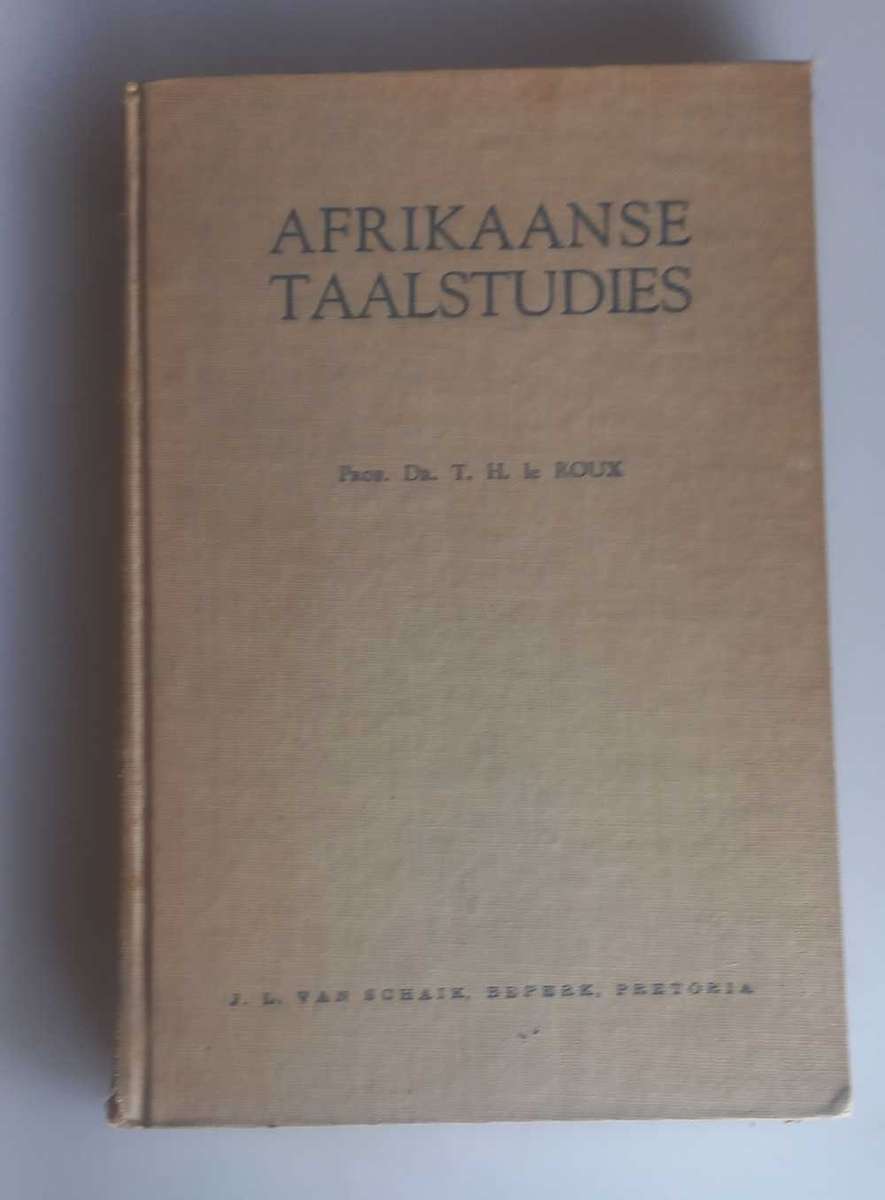 AFRIKAANSE
TAALSTUDIES
PROF. DR. T. H. le ROUX
J. L. VAN SCHAIK, BEPERK, PRETORIA